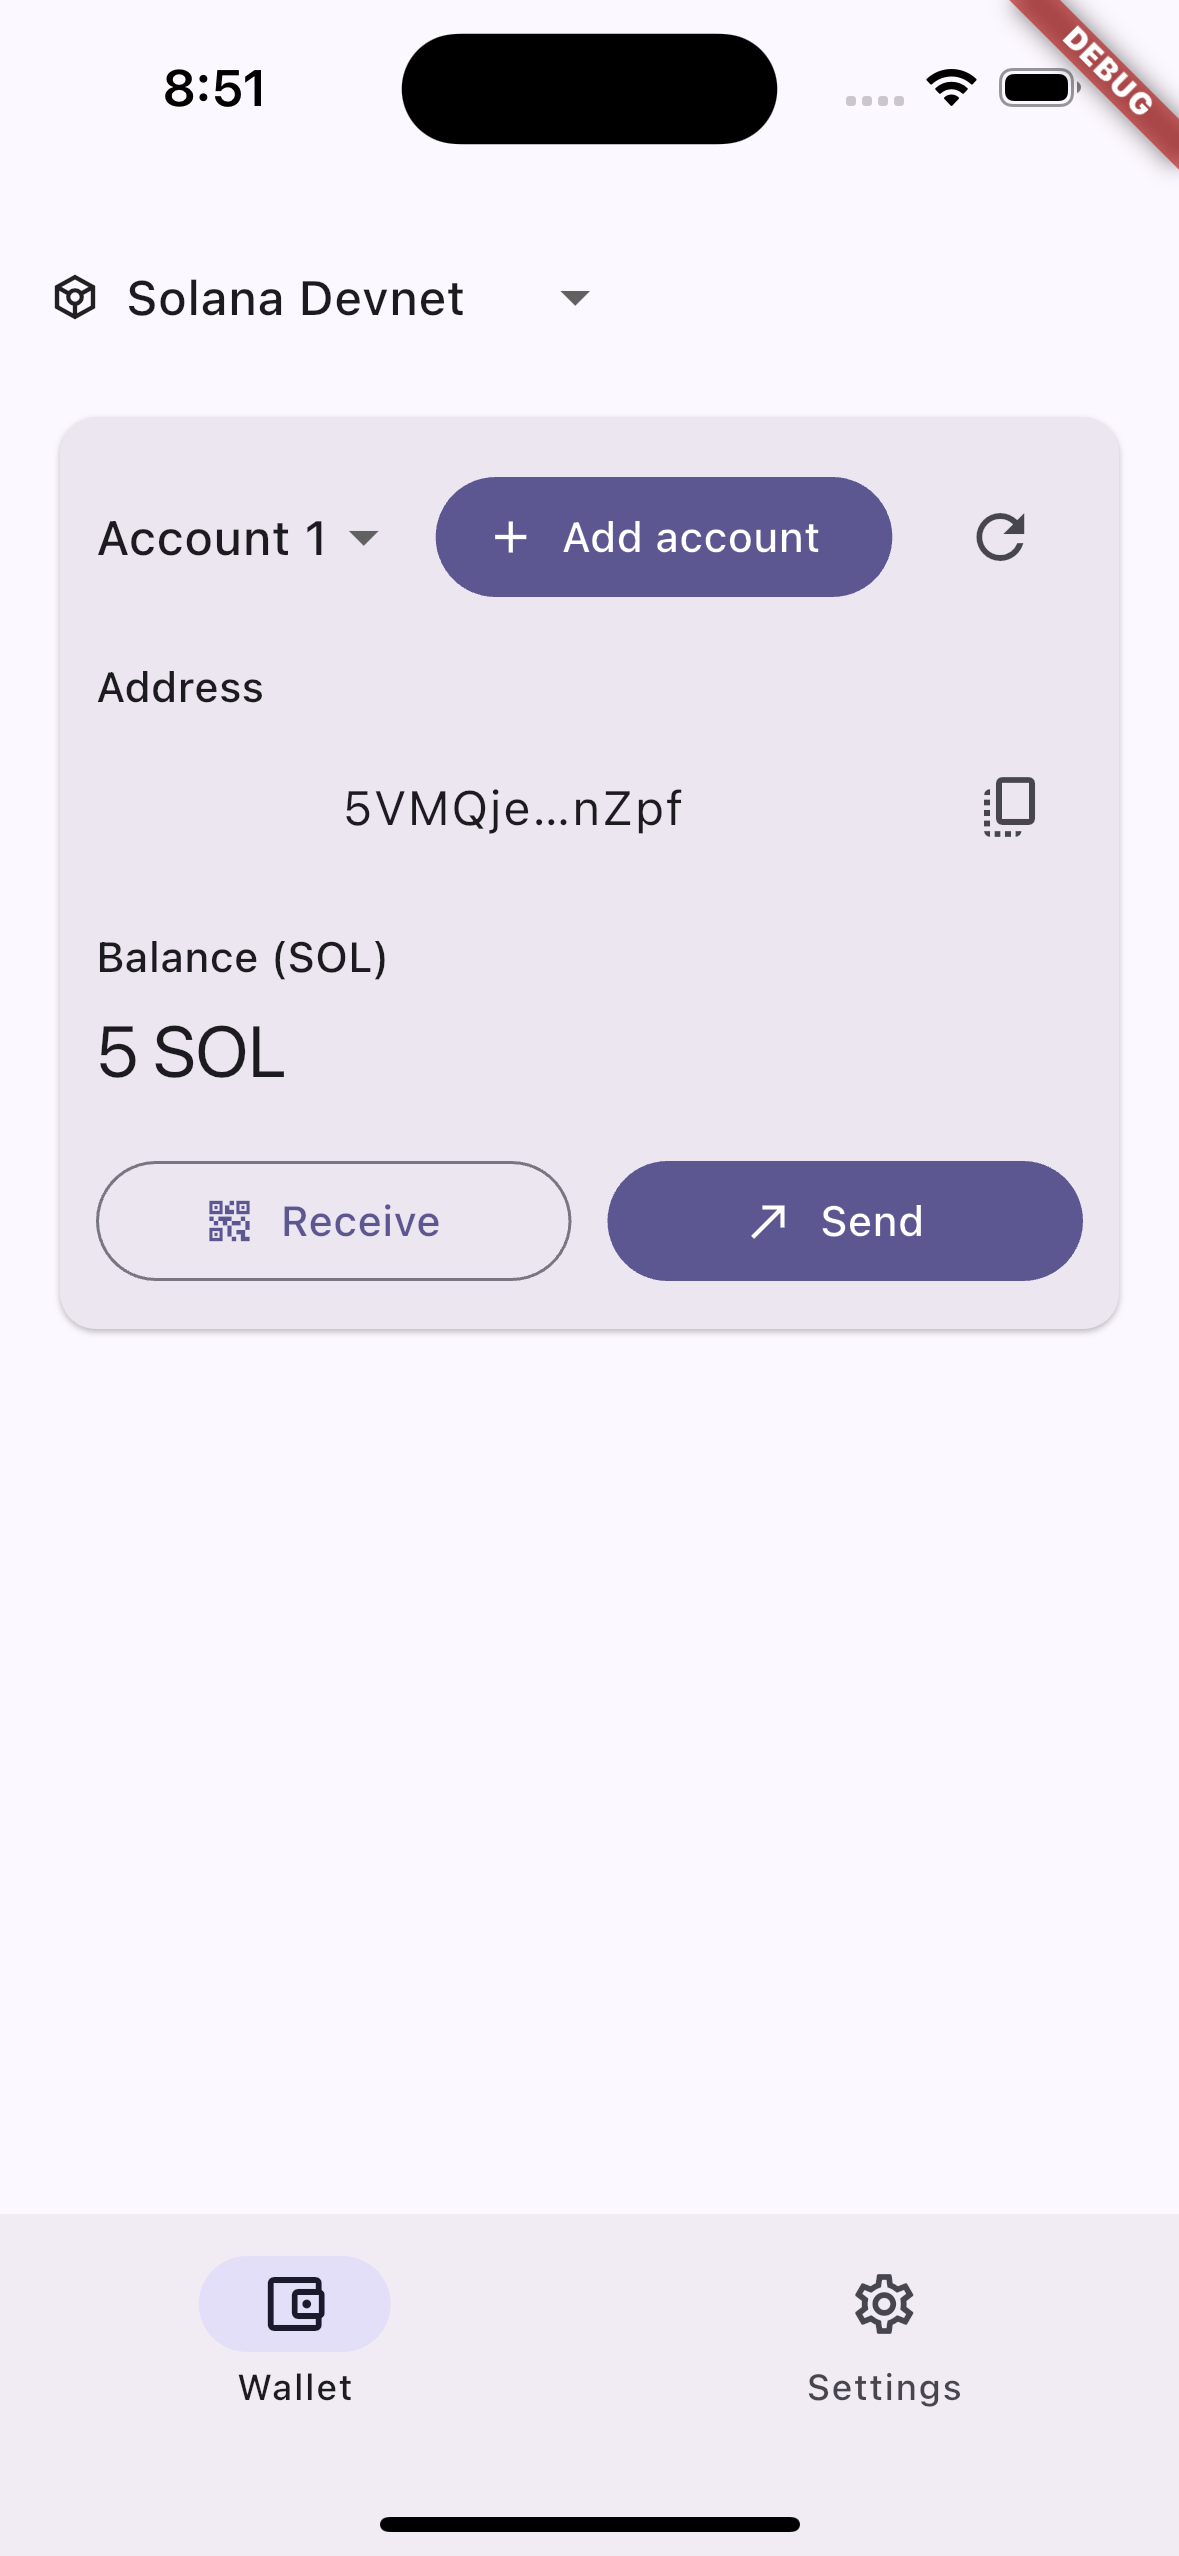 8:51
DEBUG
Solana Devnet
Account 1
Add account
Address
5VMQje...nZpf
Balance (SOL)
5 SOL
Receive
Send
Wallet
Settings